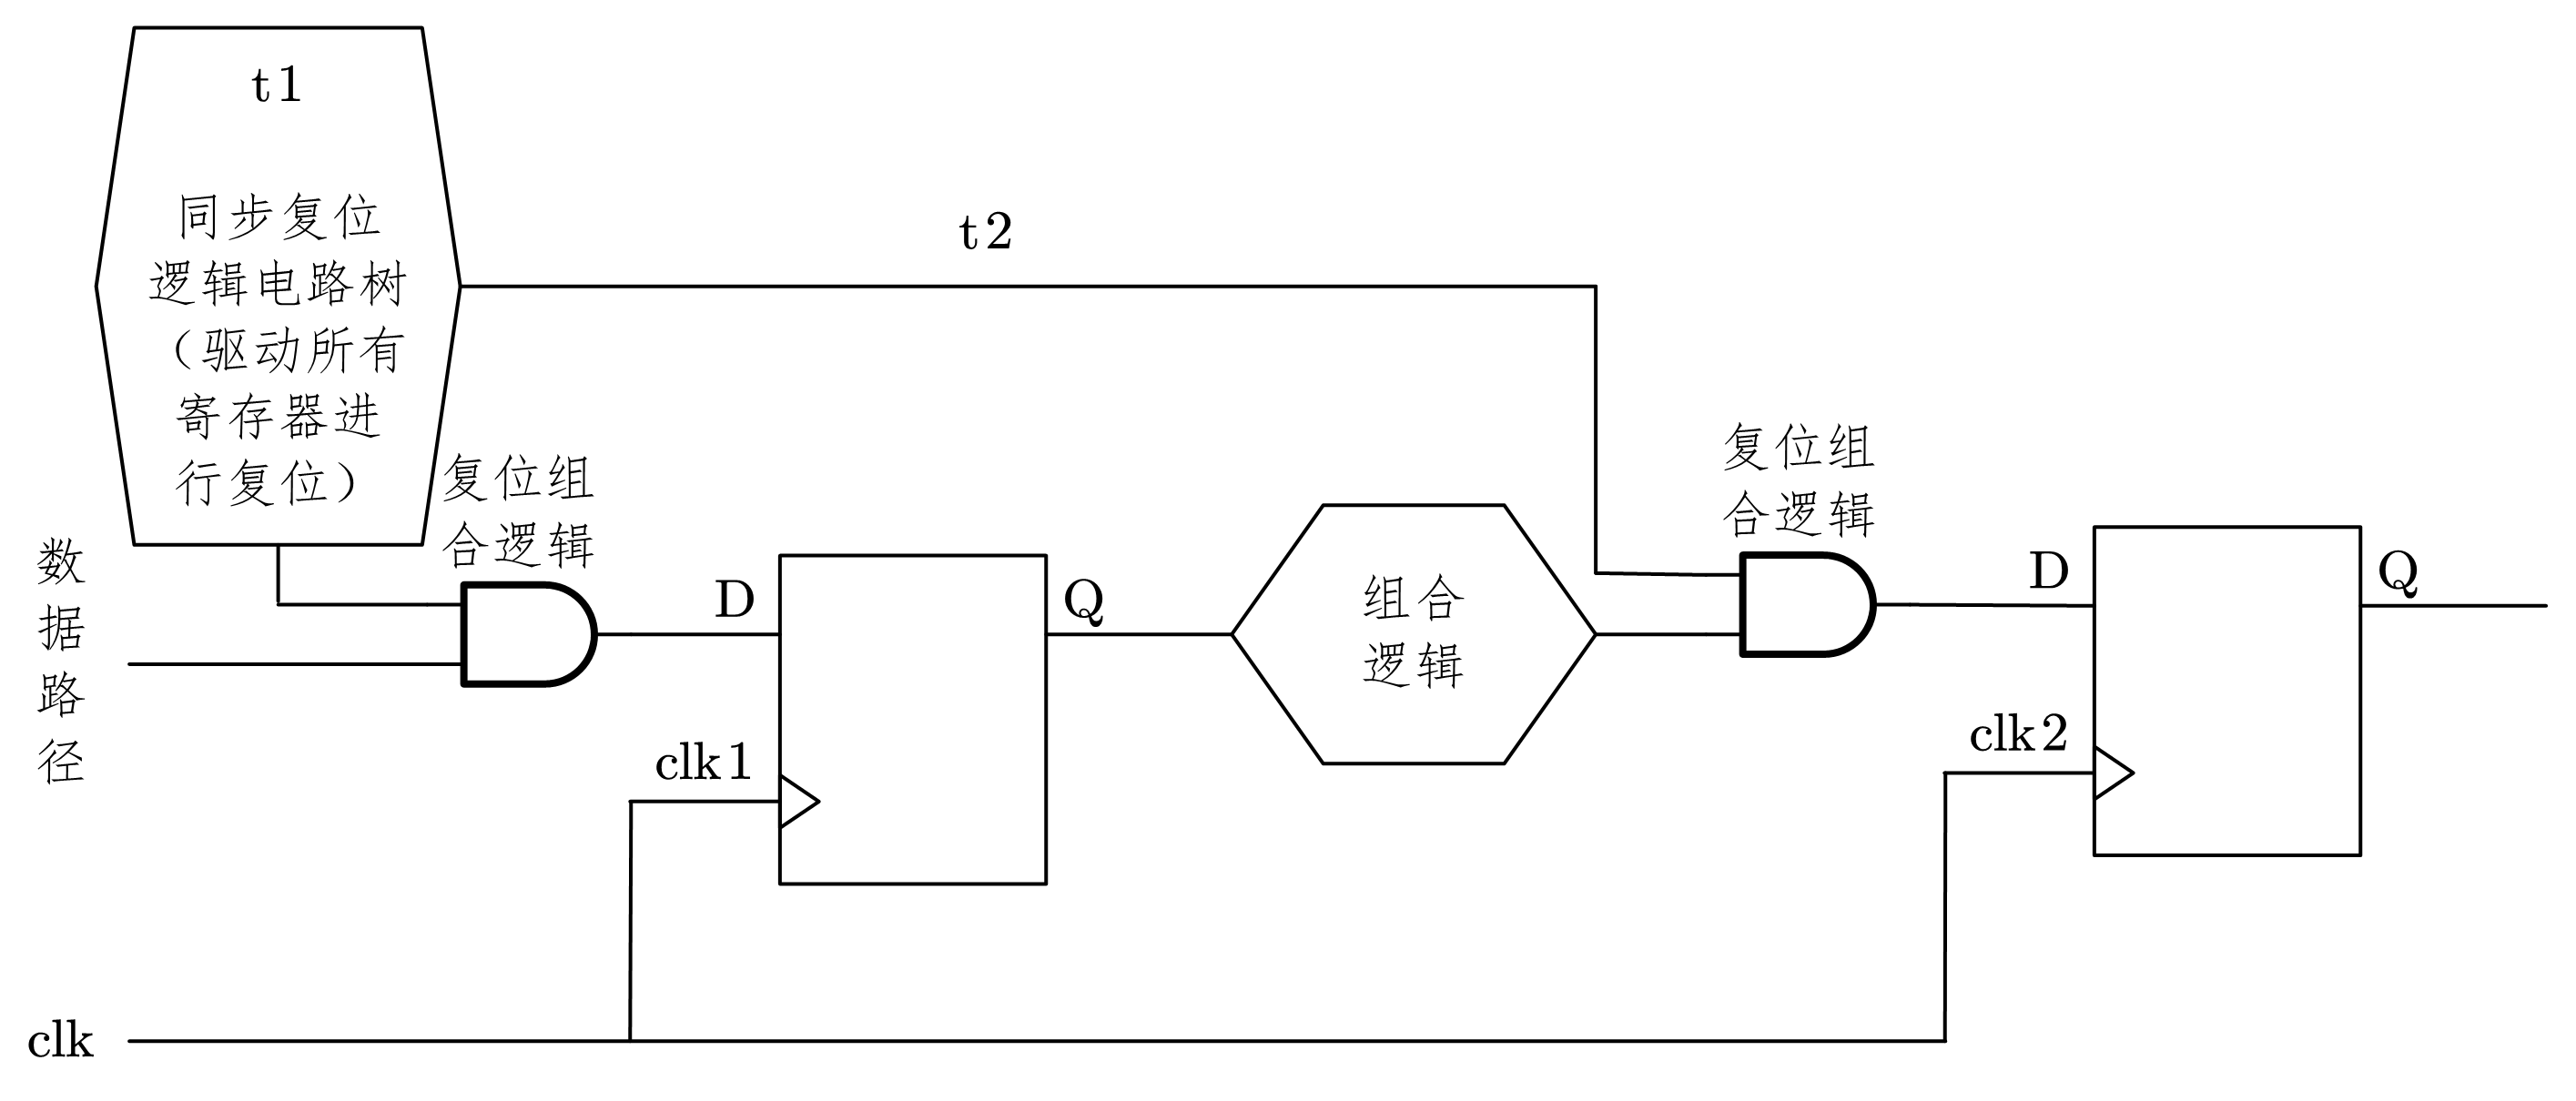 t1
同步复位
逻辑电路树
（驱动所有
寄存器进
行复位）
t2
复位组
合逻辑
复位组
合逻辑
数
据
路
径
D
Q
组合
逻辑
D
Q
clk1
clk2
clk